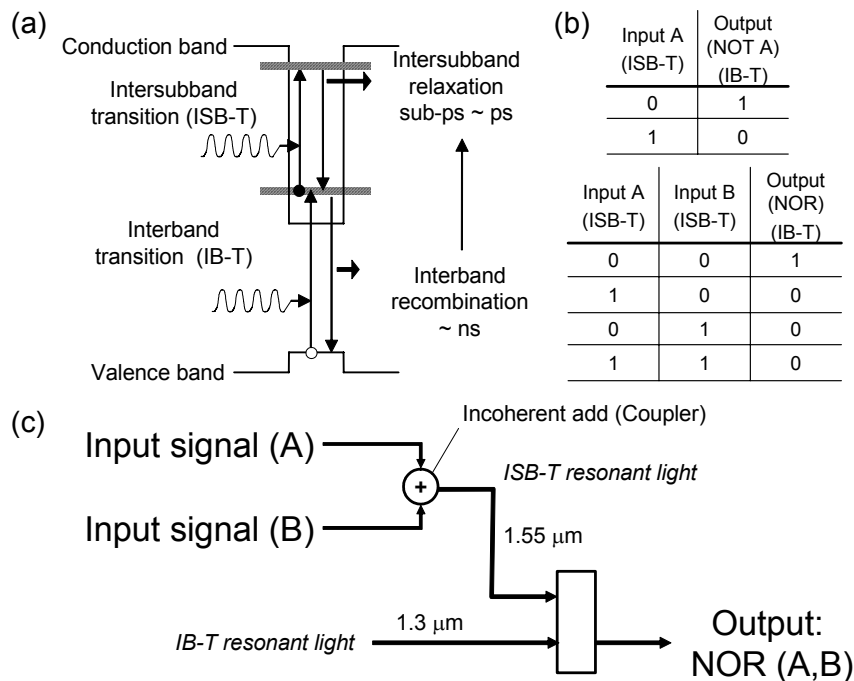 (a)
Conduction band
Intersubband
transition (ISB-T)
Intersubband
relaxation
sub-ps ~ ps
Interband
transition  (IB-T)
Interband
recombination
~ ns
Valence band
(b)
Input A
(ISB-T)
Output
(NOT A)
(IB-T)
0 1
1 0
Input A
(ISB-T)
Input B
(ISB-T)
Output
(NOR)
(IB-T)
0 0 1
1 0 0
0 1 0
1 1 0
(c)
Incoherent add (Coupler)
Input signal (A)
+
ISB-T resonant light
Input signal (B)
1.55 μm
1.3 μm
IB-T resonant light
Output:
NOR (A,B)